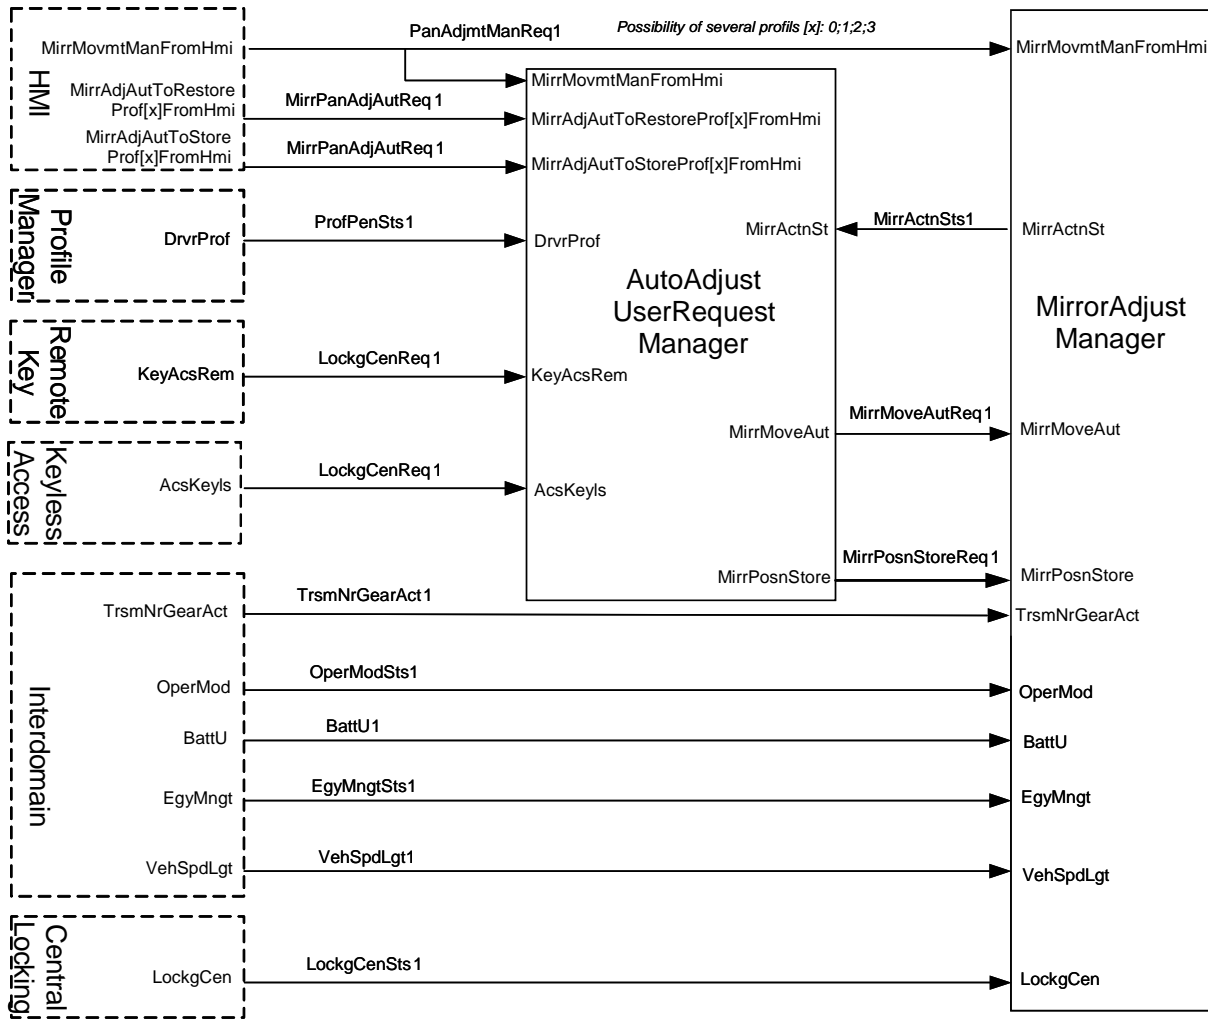 PanAdjmtManReq1
Possibility of several profils [x]: 0;1;2;3
HMI
MirrMovmtManFromHmi
MirrMovmtManFromHmi
MirrMovmtManFromHmi
MirrAdjAutToRestore
Prof[x]FromHmi
MirrPanAdjAutReq1
MirrAdjAutToRestoreProf[x]FromHmi
MirrAdjAutToStore
Prof[x]FromHmi
MirrPanAdjAutReq1
MirrAdjAutToStoreProf[x]FromHmi
Profile
Manager
DrvrProf
ProfPenSts1
DrvrProf
MirrActnSt
MirrActnSts1
MirrActnSt
AutoAdjust
UserRequest
Manager
MirrorAdjust
Manager
Remote
Key
KeyAcsRem
LockgCenReq1
KeyAcsRem
MirrMoveAut
MirrMoveAutReq1
MirrMoveAut
Keyless
Access
AcsKeyls
LockgCenReq1
AcsKeyls
MirrPosnStore
MirrPosnStoreReq1
MirrPosnStore
Interdomain
TrsmNrGearAct
TrsmNrGearAct1
TrsmNrGearAct
OperMod
OperModSts1
OperMod
BattU
BattU1
BattU
EgyMngt
EgyMngtSts1
EgyMngt
VehSpdLgt
VehSpdLgt1
VehSpdLgt
Central
Locking
LockgCen
LockgCenSts1
LockgCen